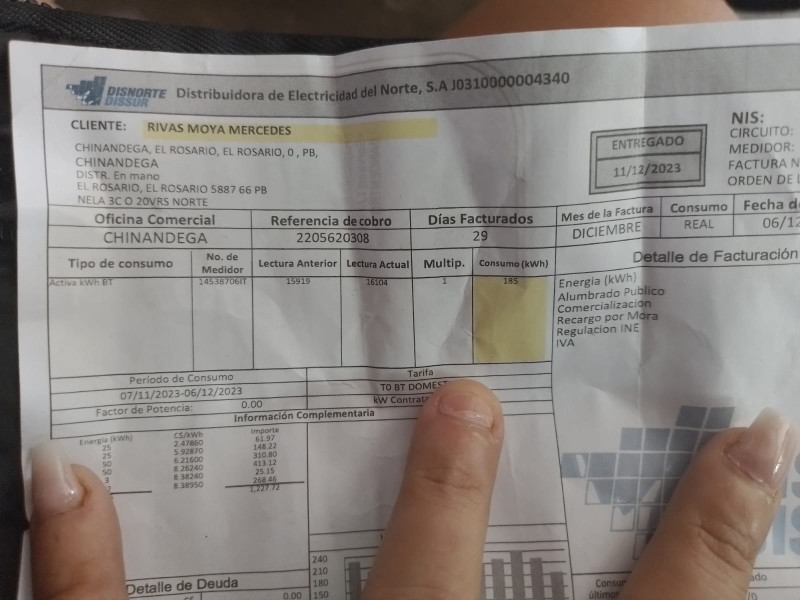 DISNORTE
DISSUR
Distribuidora de Electricidad del Norte, S.A J0310000004340
CLIENTE: RIVAS MOYA MERCEDES
CHINANDEGA, EL ROSARIO, EL ROSARIO, 0 , PB,
CHINANDEGA
DISTR. En mano
EL ROSARIO, EL ROSARIO 5887 66 PB
NELA 3C O 20VRS NORTE
ENTREGADO
11/12/2023
NIS:
CIRCUITO:
MEDIDOR:
FACTURA N
ORDEN DE L
Oficina Comercial Referencia de cobro Días Facturados Mes de la Factura Consumo Fecha d
CHINANDEGA 2205620308 29 DICIEMBRE REAL 06/12
Tipo de consumo No. de Medidor Lectura Anterior Lectura Actual Multip. Consumo (kWh)
Activa kWh BT 14538706IT 15919 16104 1 185
Detalle de Facturación
Energía (kWh)
Alumbrado Publico
Comercialización
Recargo por Mora
Regulacion INE
IVA
Período de Consumo Tarifa
07/11/2023-06/12/2023 T0 BT DOMEST
Factor de Potencia: 0.00 kW Contrata
Información Complementaria
Energía (kWh) C$/kWh Importe
25 2.47860 61.97
25 5.92870 148.22
50 6.21600 310.80
50 8.26240 413.12
3 8.38240 25.15
2 8.38950 268.46
1,227.72
Detalle de Deuda
C$ 0.00
240
210
180
150
Consu
último